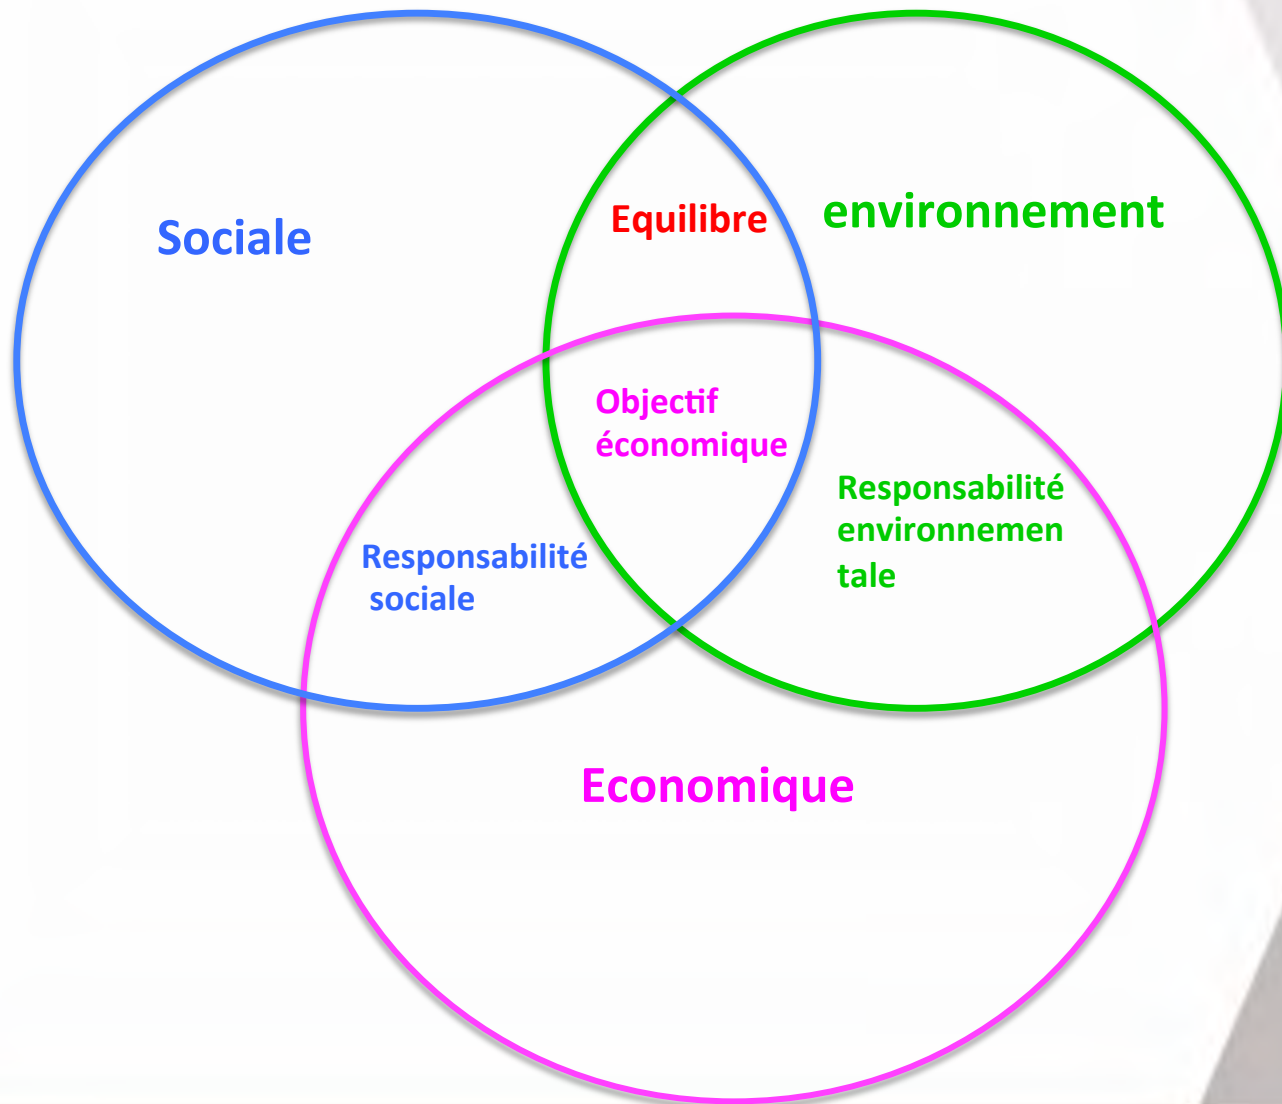 Sociale
Equilibre
environnement
Objectif
économique
Responsabilité
environnemen
tale
Responsabilité
sociale
Economique